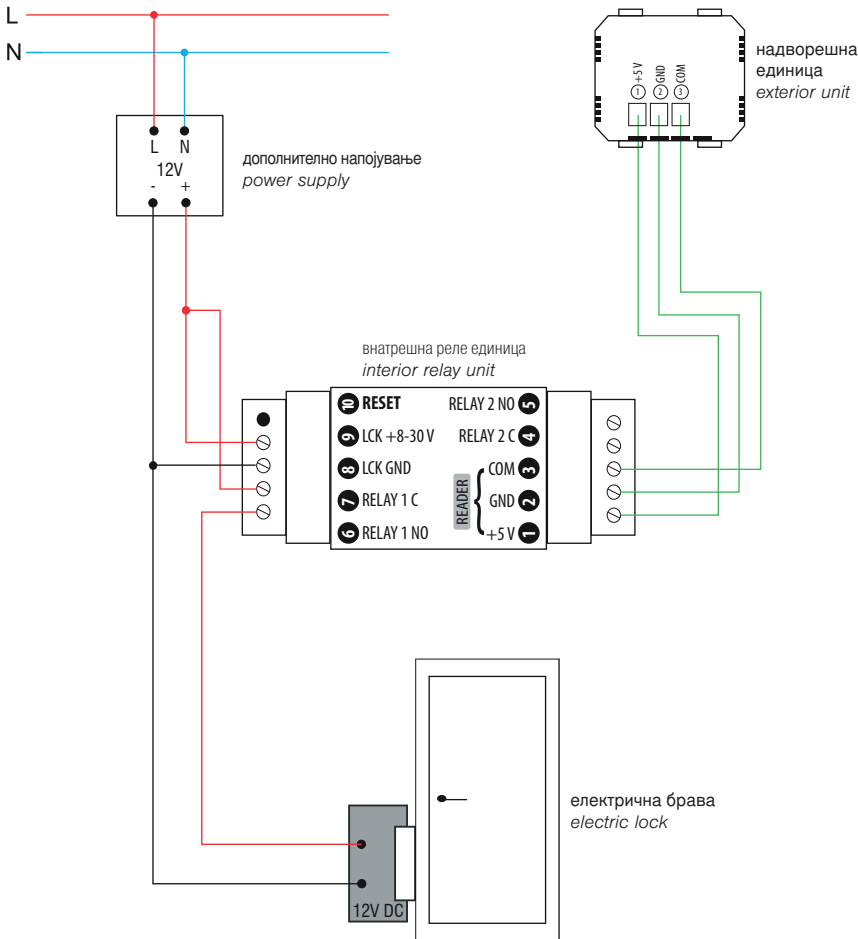 L
N
L N
12V
- +
дополнително напојување
power supply
+5 V GND COM
1 2 3
надворешна
единица
exterior unit
внатрешна реле единица
interior relay unit
10 RESET
9 LCK +8-30 V
8 LCK GND
7 RELAY 1 C
6 RELAY 1 NO
RELAY 2 NO 5
RELAY 2 C 4
COM 3
GND 2
+5 V 1
READER
електрична брава
electric lock
12V DC